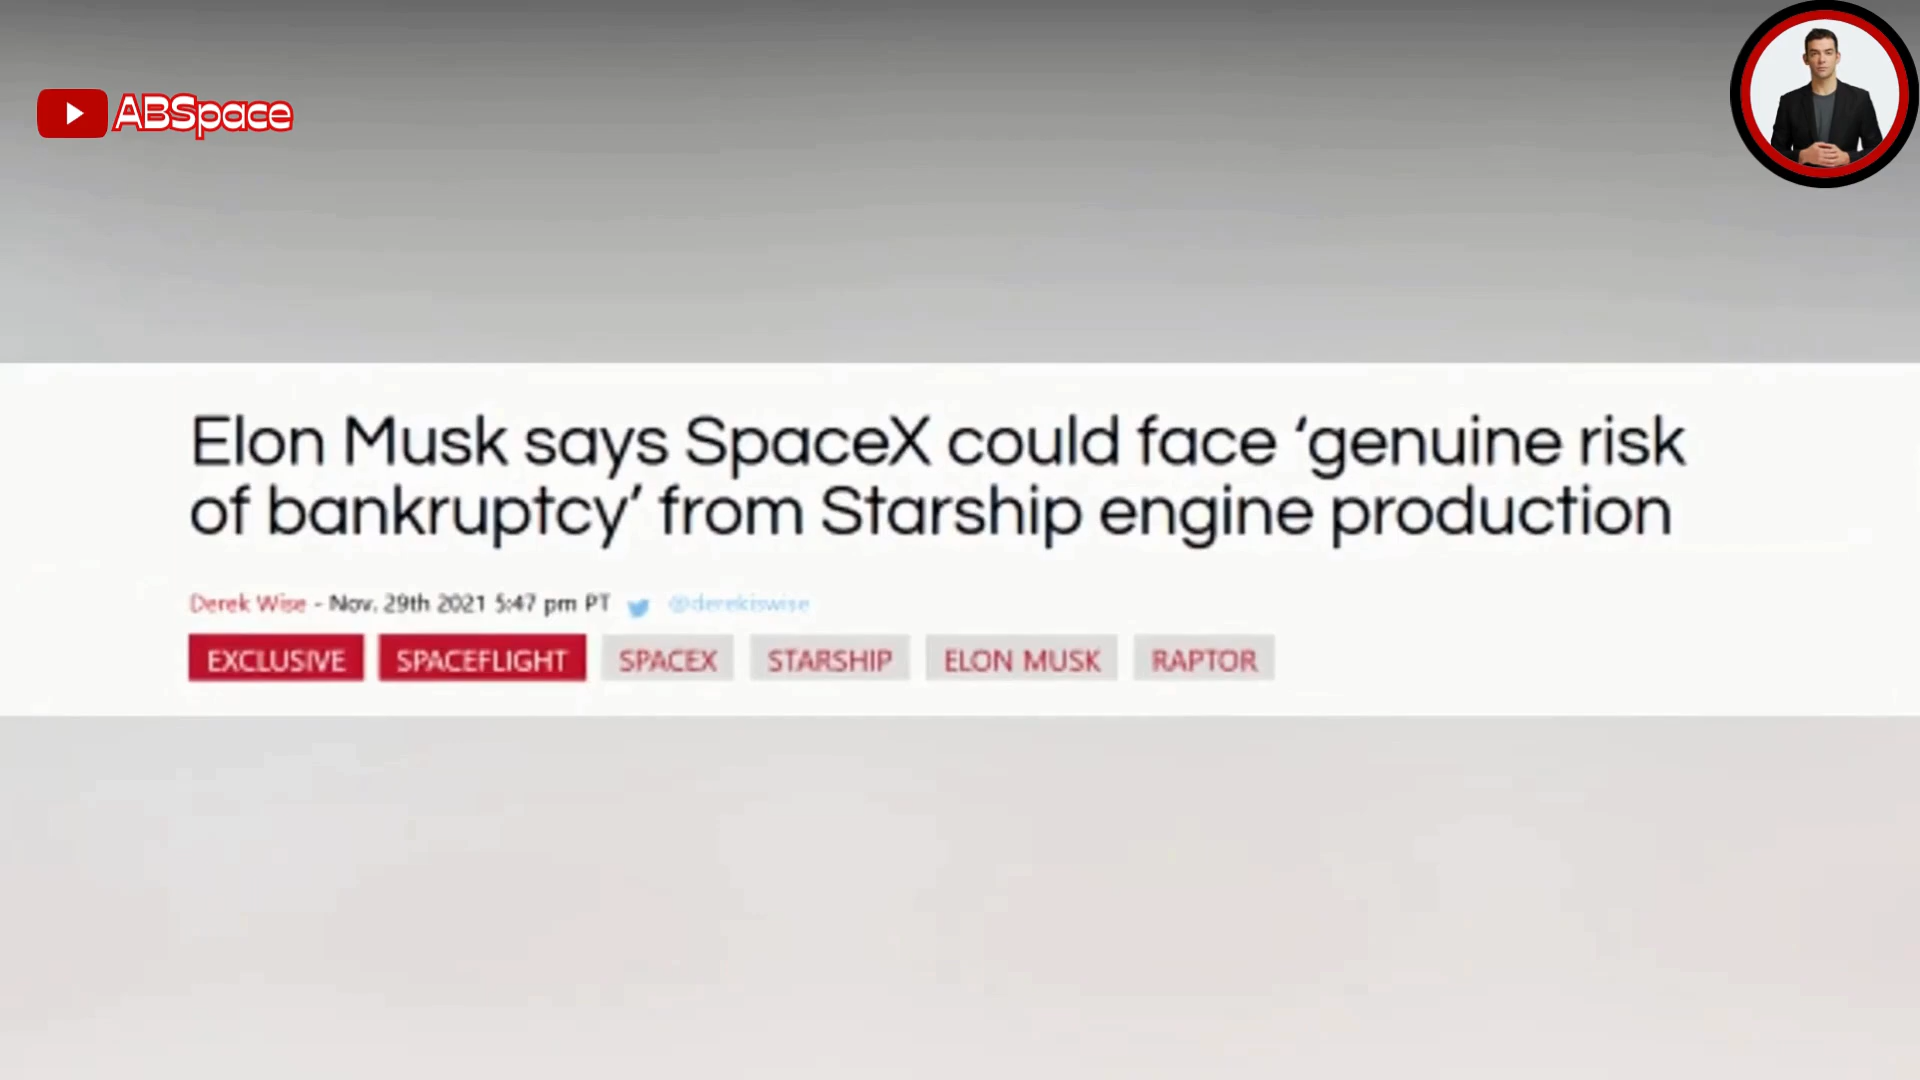 ABSpace
Elon Musk says SpaceX could face ‘genuine risk
of bankruptcy’ from Starship engine production
Derek Wise - Nov. 29th 2021 5:47 pm PT @derekiswise
EXCLUSIVE SPACEFLIGHT SPACEX STARSHIP ELON MUSK RAPTOR